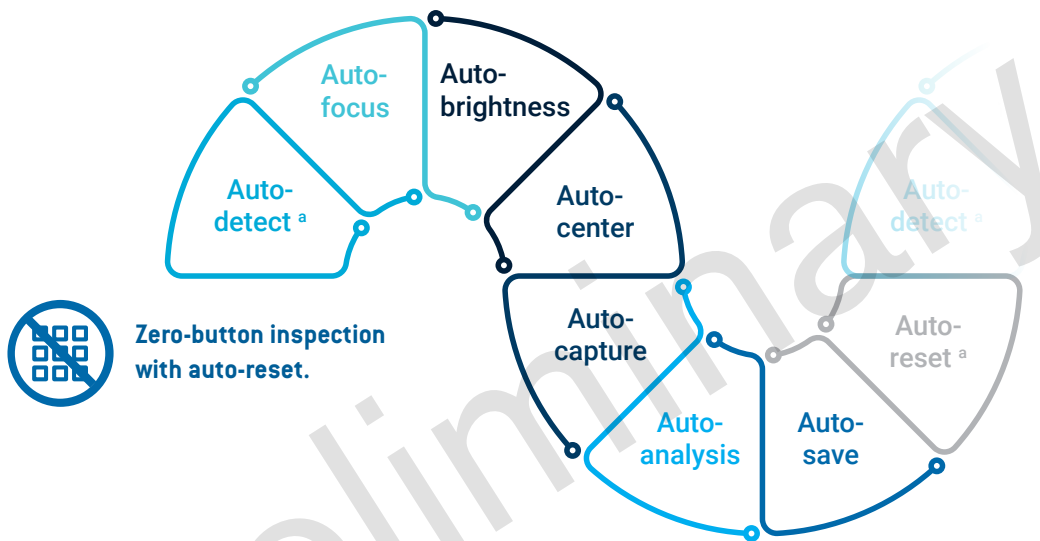 Auto-
detect a
Auto-
focus
Auto-
brightness
Auto-
center
Auto-
capture
Auto-
analysis
Auto-
save
Auto-
reset a
Auto-
detect a
Zero-button inspection
with auto-reset.
eliminary